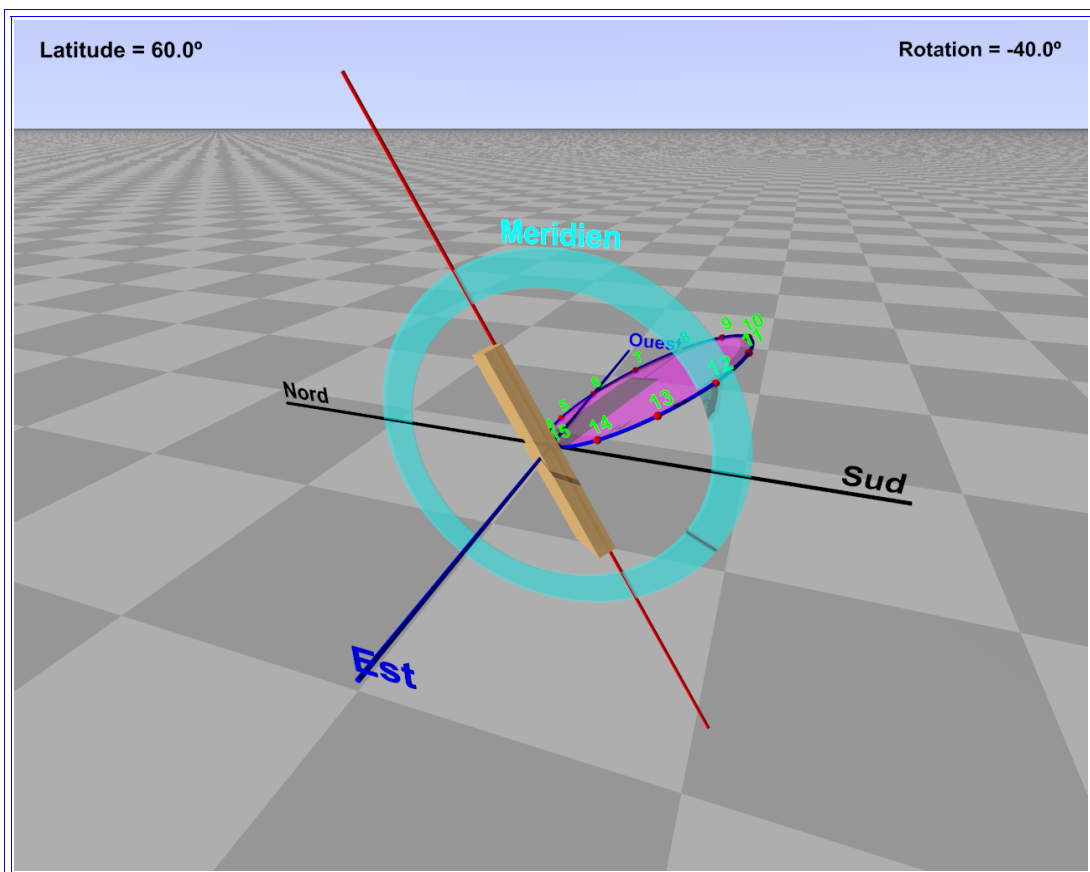 Latitude = 60.0º
Rotation = -40.0º
Meridien
10
9
11
8
Ouest
7
12
6
Nord
5
13
14
15
Sud
Est